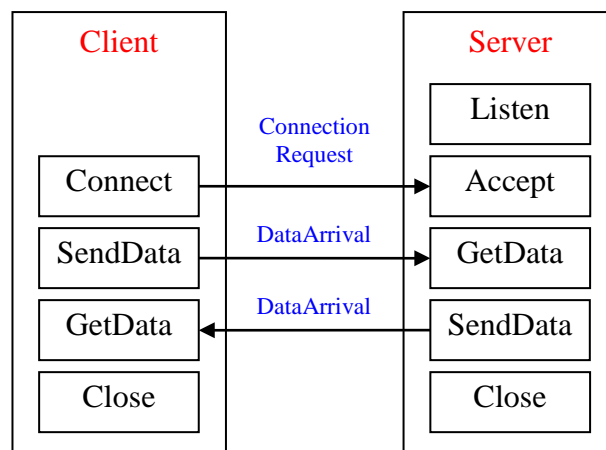 Client
Server
Listen
Connection
Request
Connect
Accept
DataArrival
SendData
GetData
DataArrival
GetData
SendData
Close
Close